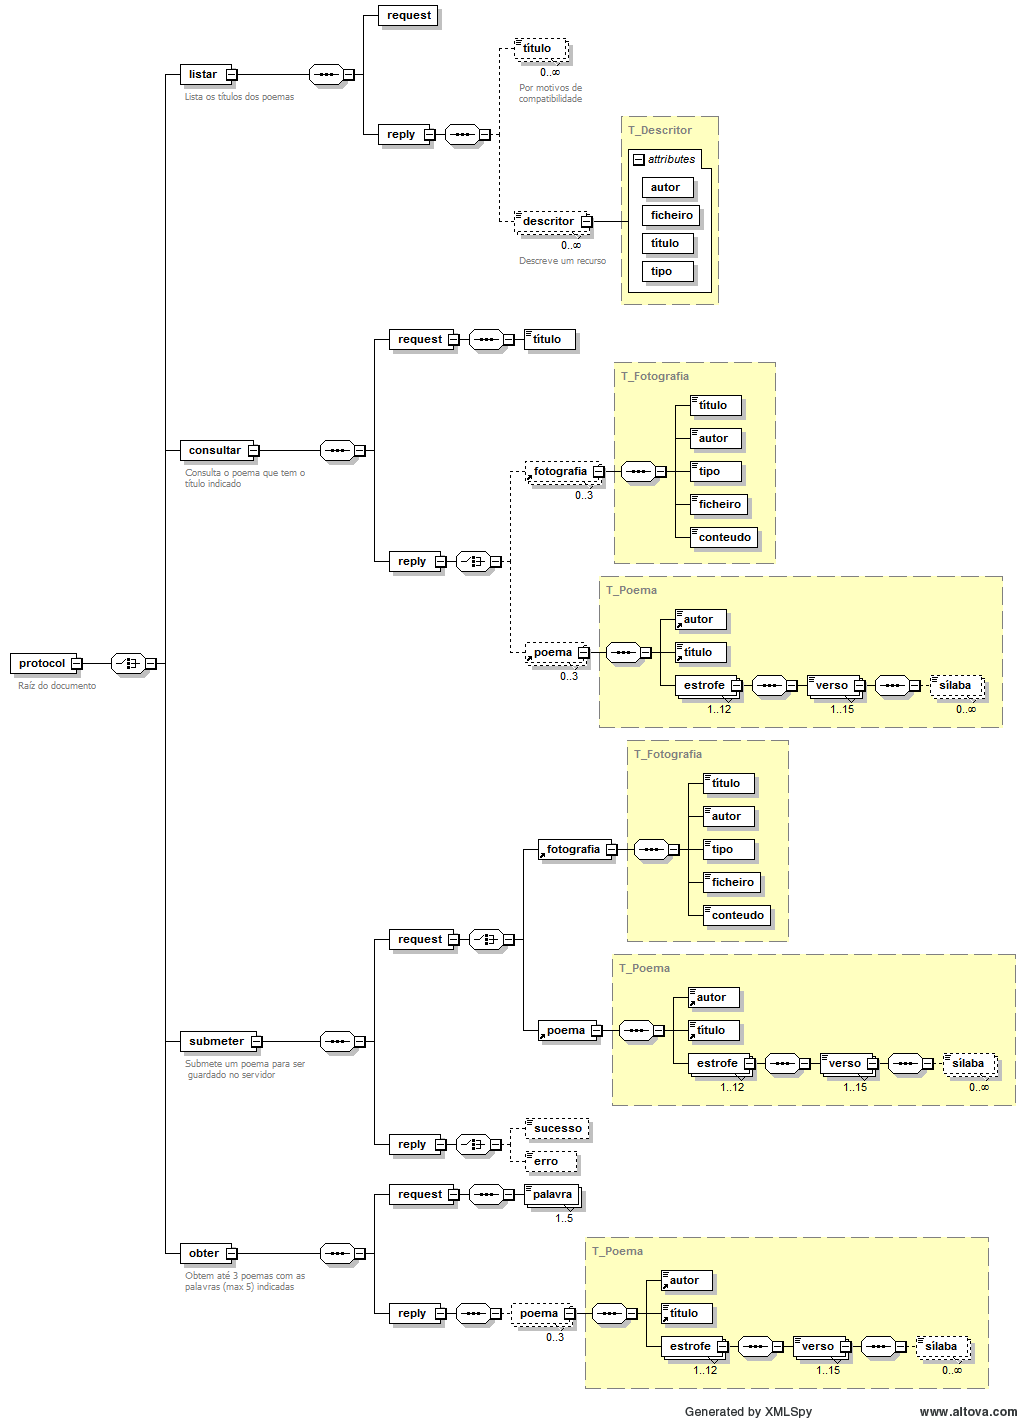 request
título
0..∞
Por motivos de
compatibilidade
listar
Lista os títulos dos poemas
reply
T_Descritor
attributes
autor
ficheiro
título
tipo
descritor
0..∞
Descreve um recurso
request
título
T_Fotografia
título
autor
tipo
ficheiro
conteudo
consultar
Consulta o poema que tem o
título indicado
fotografia
0..3
reply
T_Poema
autor
título
estrofe
1..12
verso
1..15
sílaba
0..∞
poema
0..3
protocol
Raíz do documento
T_Fotografia
título
autor
tipo
ficheiro
conteudo
fotografia
request
T_Poema
autor
título
estrofe
1..12
verso
1..15
sílaba
0..∞
poema
submeter
Submete um poema para ser
guardado no servidor
reply
sucesso
erro
request
palavra
1..5
obter
Obtem até 3 poemas com as
palavras (max 5) indicadas
T_Poema
autor
título
estrofe
1..12
verso
1..15
sílaba
0..∞
reply
poema
0..3
Generated by XMLSpy
www.altova.com